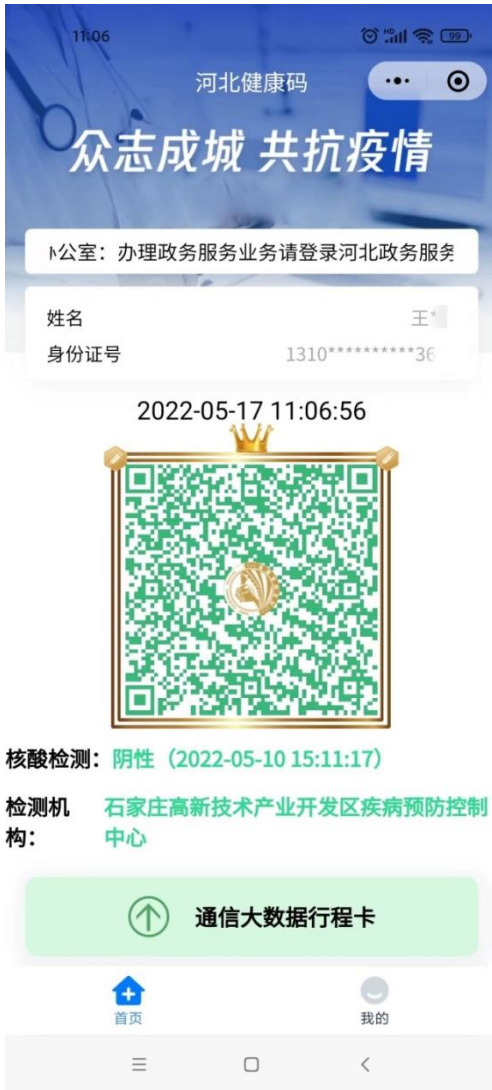 11:06
HD
99
河北健康码
众志成城 共抗疫情
公室：办理政务服务业务请登录河北政务服务
姓名 王*
身份证号 1310**********36
2022-05-17 11:06:56
核酸检测：阴性（2022-05-10 15:11:17）
检测机构：
石家庄高新技术产业开发区疾病预防控制
中心
通信大数据行程卡
首页 我的